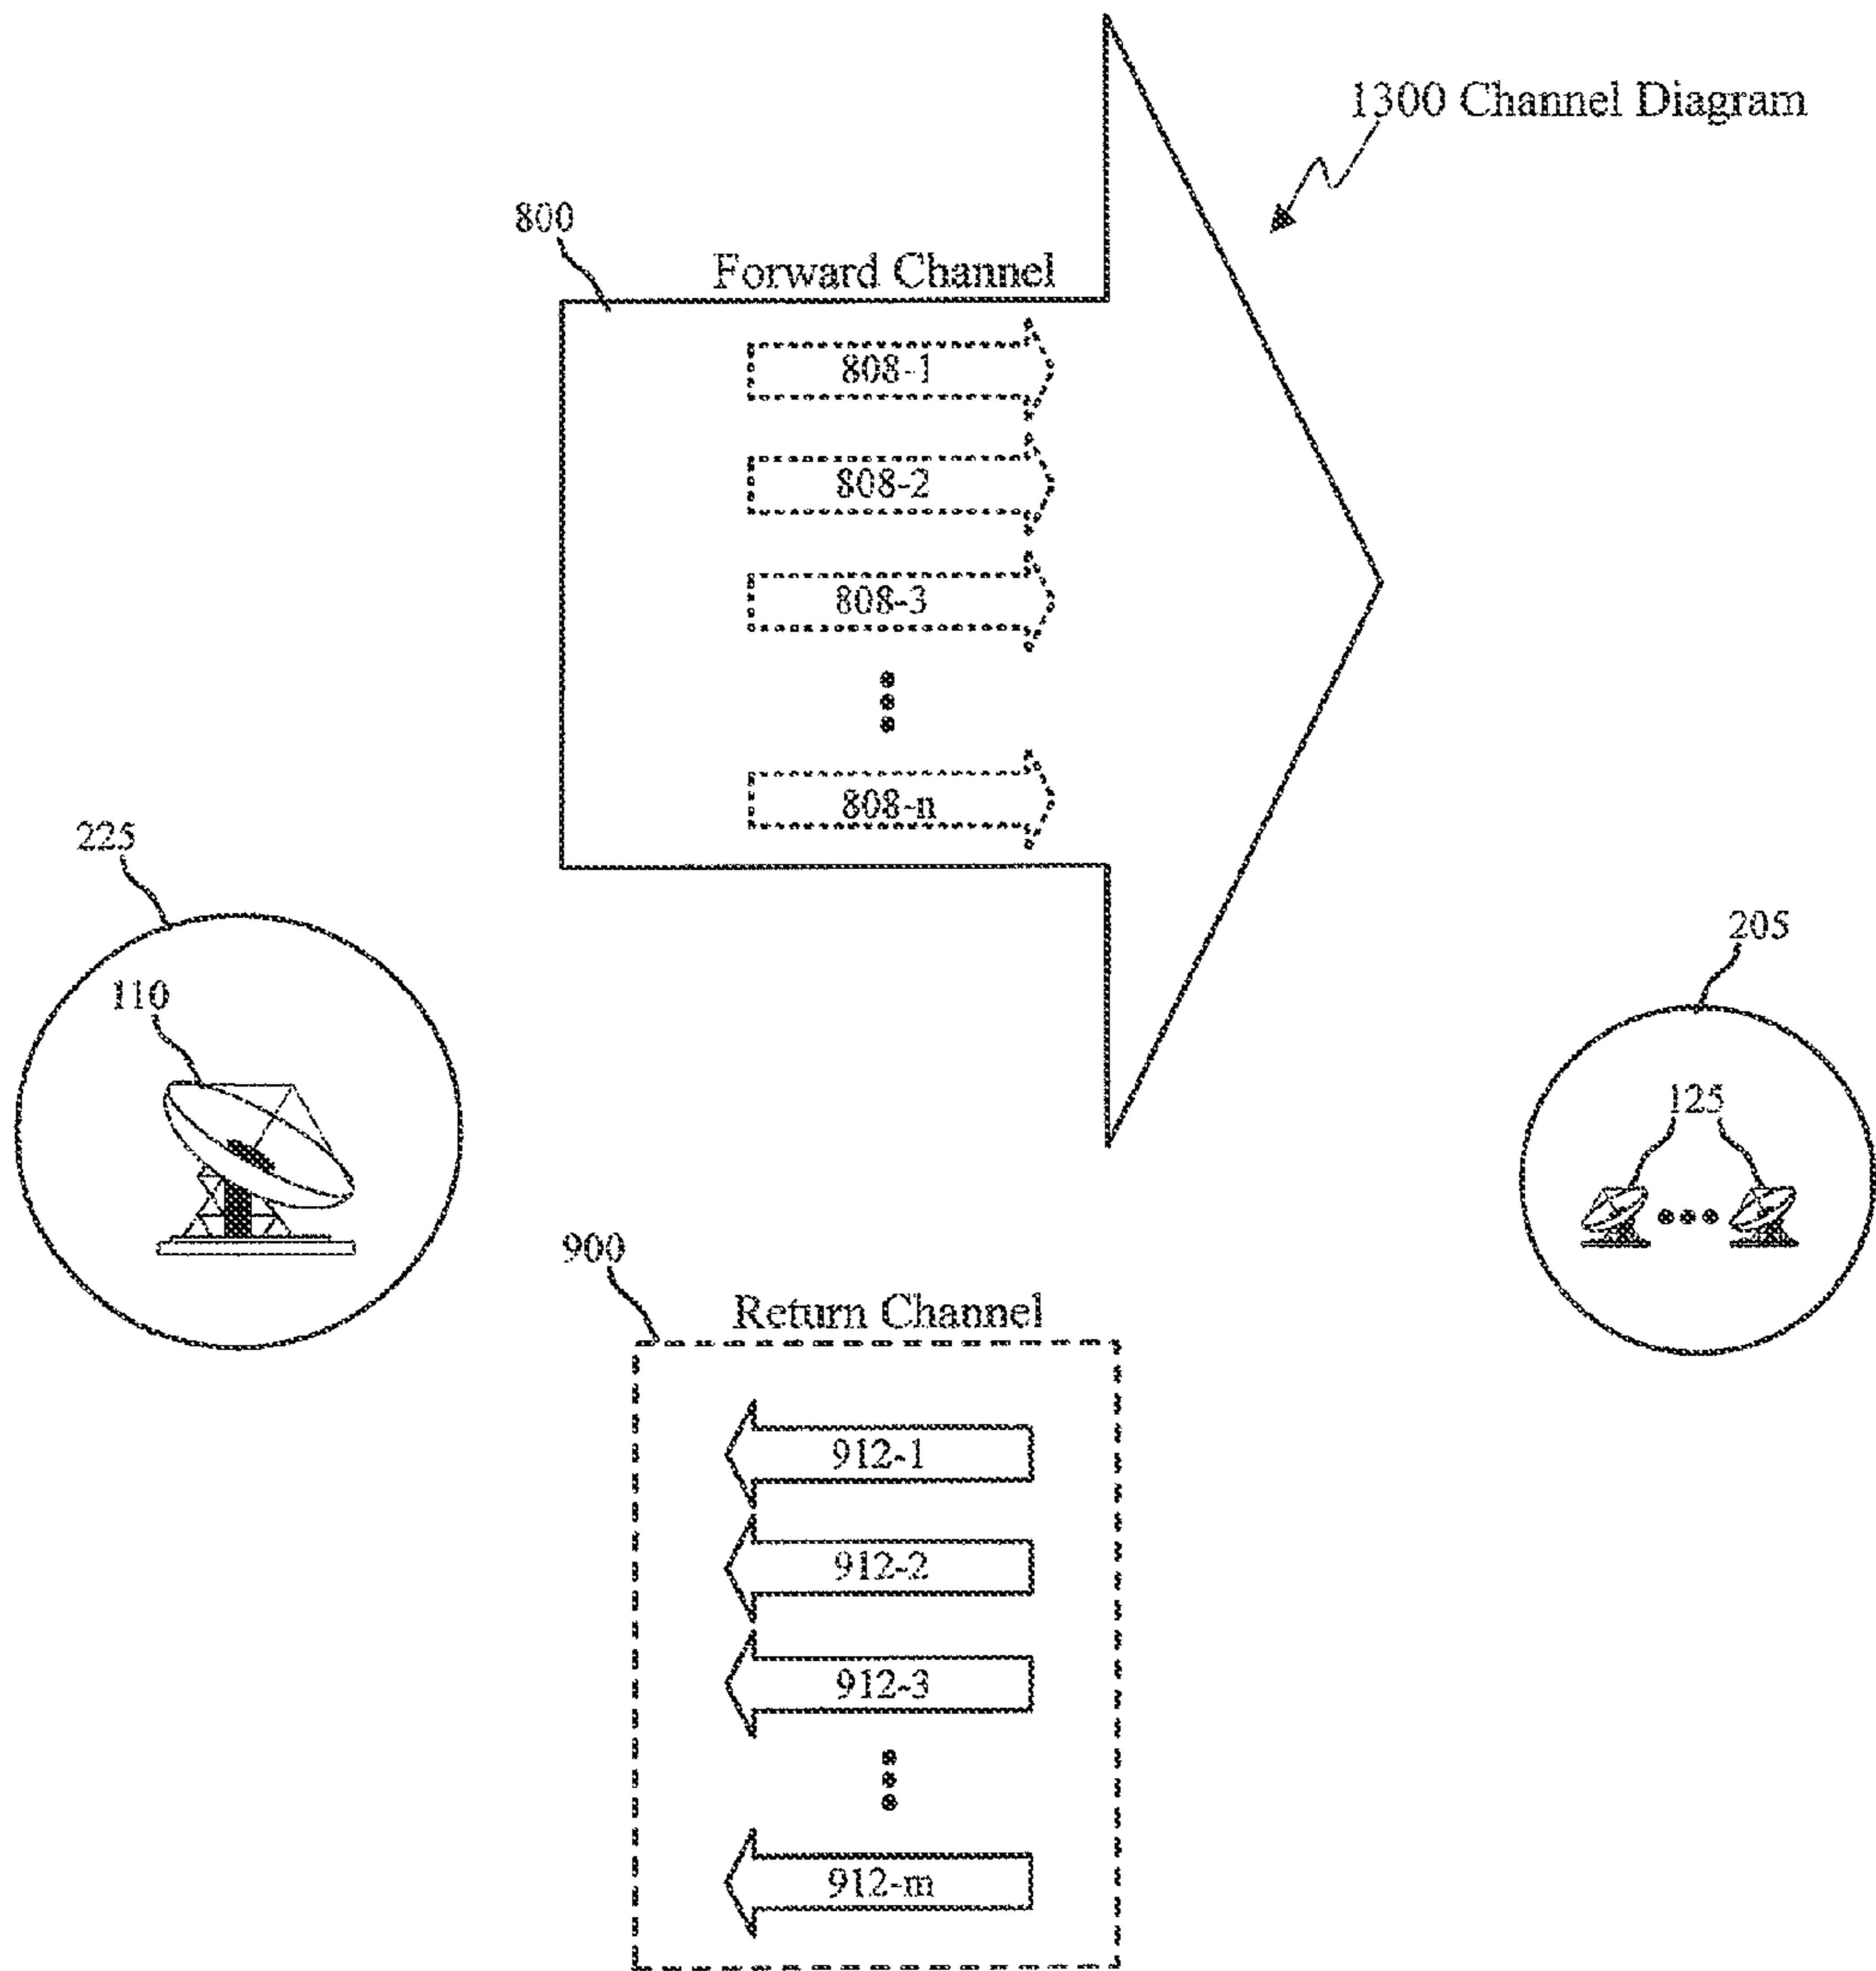 1300 Channel Diagram
800
Forward Channel
808-1
808-2
808-3
808-n
225
110
205
125
900
Return Channel
912-1
912-2
912-3
912-m